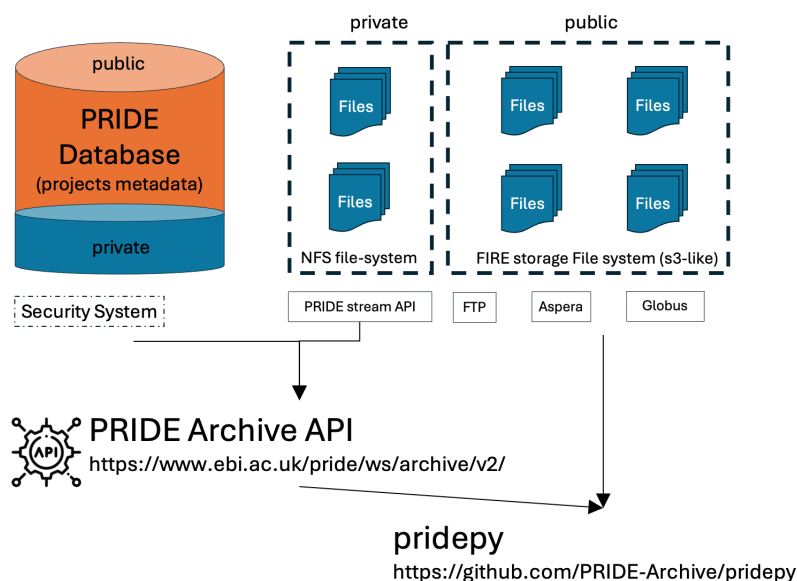 private
public
public
PRIDE
Database
(projects metadata)
private
Files
Files
Files
Files
Files
Files
NFS file-system
FIRE storage File system (s3-like)
Security System
PRIDE stream API
FTP
Aspera
Globus
API
PRIDE Archive API
https://www.ebi.ac.uk/pride/ws/archive/v2/
pridepy
https://github.com/PRIDE-Archive/pridepy